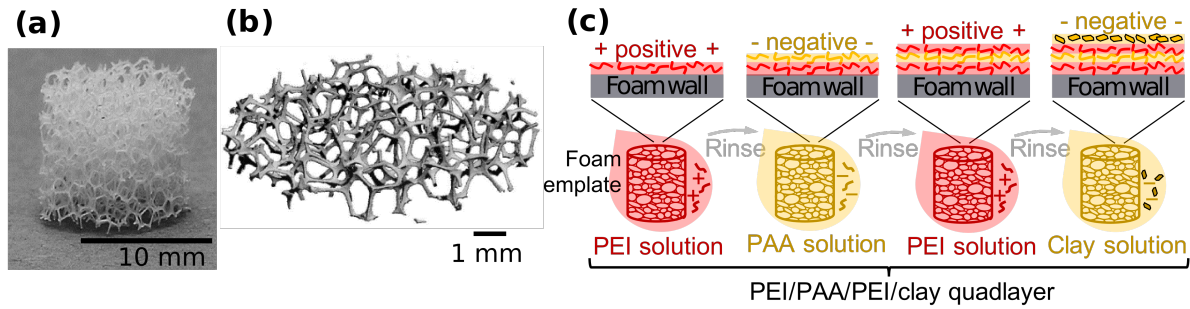 (a)
(b)
(c)
10 mm
1 mm
+ positive +
- negative -
+ positive +
- negative -
Foam wall
Foam wall
Foam wall
Foam wall
Rinse
Rinse
Rinse
Foam
emplate
PEI solution
PAA solution
PEI solution
Clay solution
PEI/PAA/PEI/clay quadlayer